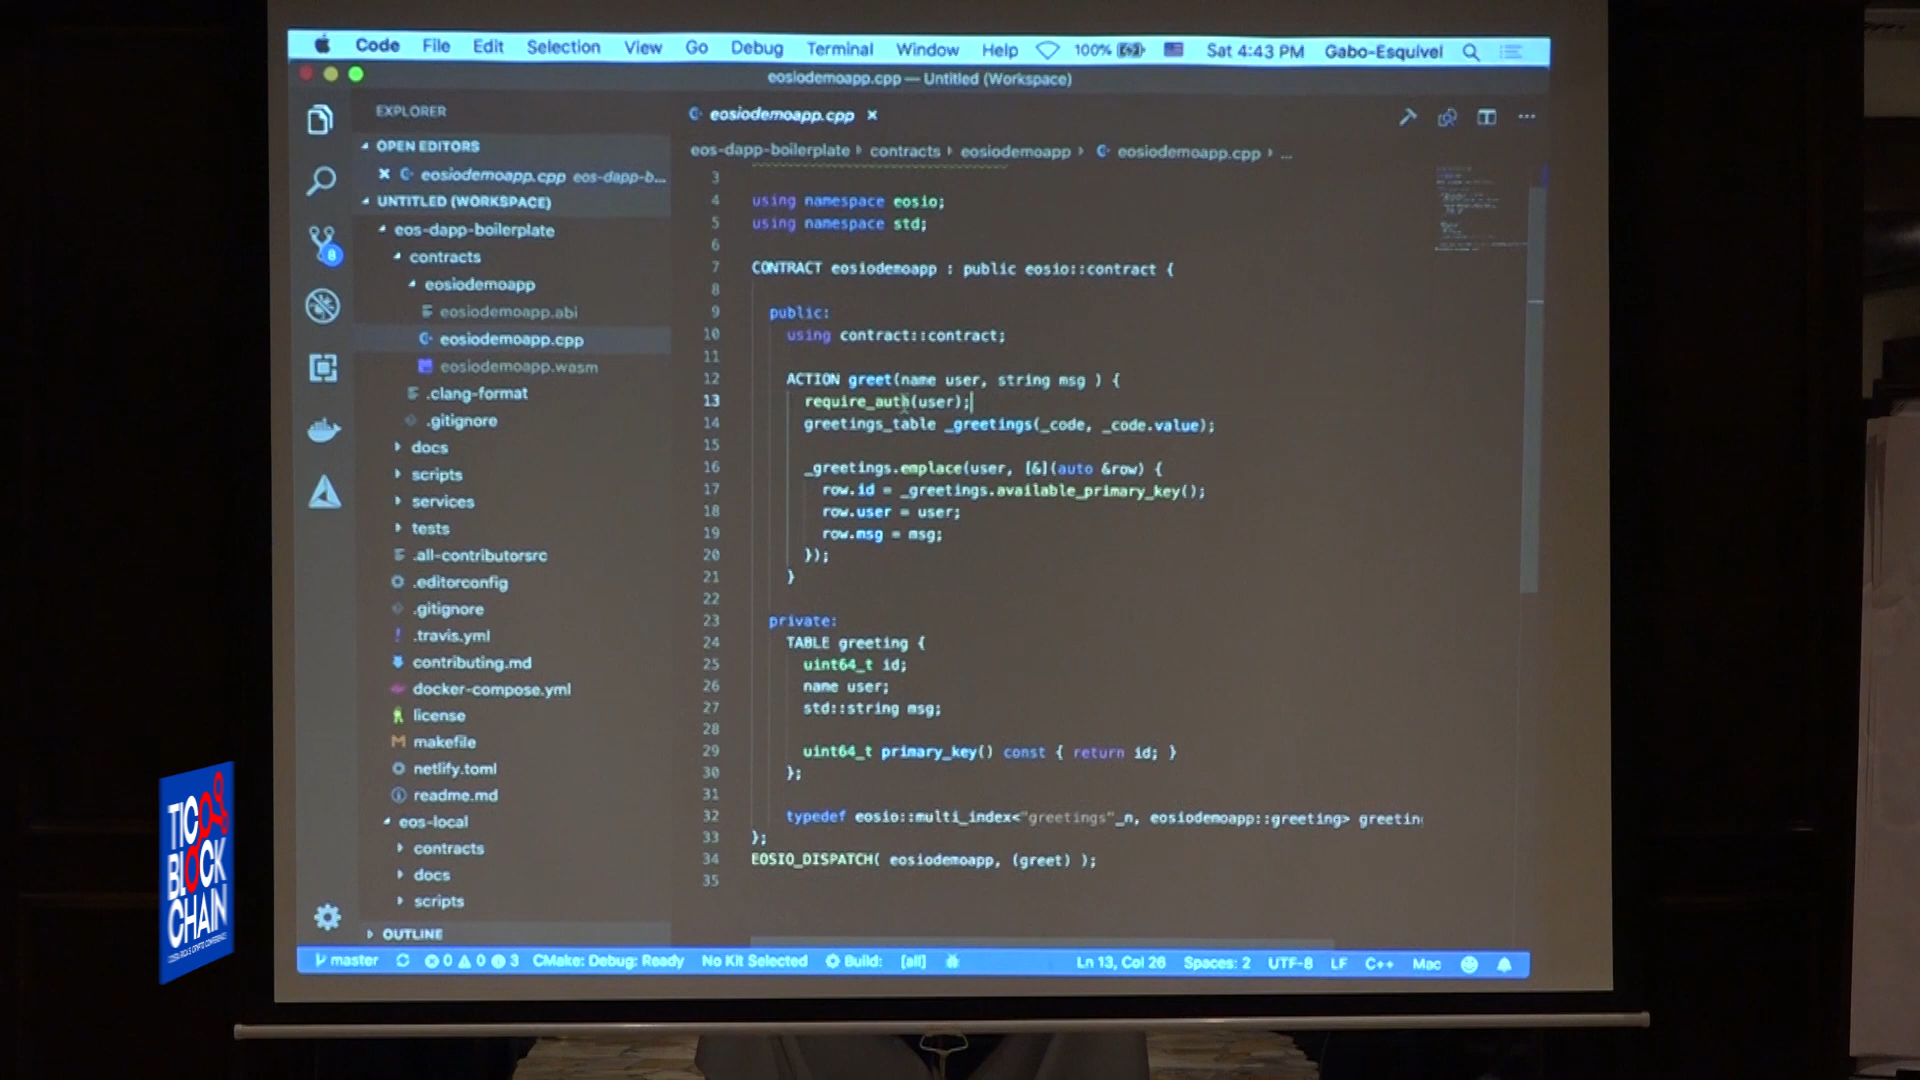 Code File Edit Selection View Go Debug Terminal Window Help 100% Sat 4:43 PM Gabo-Esquivel
eosiodemoapp.cpp — Untitled (Workspace)
EXPLORER
OPEN EDITORS
eosiodemoapp.cpp eos-dapp-b...
UNTITLED (WORKSPACE)
eos-dapp-boilerplate
contracts
eosiodemoapp
eosiodemoapp.abi
eosiodemoapp.cpp
eosiodemoapp.wasm
.clang-format
.gitignore
docs
scripts
services
tests
.all-contributorsrc
.editorconfig
.gitignore
.travis.yml
contributing.md
docker-compose.yml
license
makefile
netlify.toml
readme.md
eos-local
contracts
docs
scripts
OUTLINE
8
eosiodemoapp.cpp
eos-dapp-boilerplate contracts eosiodemoapp eosiodemoapp.cpp ...
3
4 using namespace eosio;
5 using namespace std;
6
7 CONTRACT eosiodemoapp : public eosio::contract {
8
9 public:
10 using contract::contract;
11
12 ACTION greet(name user, string msg ) {
13 require_auth(user);
14 greetings_table _greetings(_code, _code.value);
15
16 _greetings.emplace(user, [&](auto &row) {
17 row.id = _greetings.available_primary_key();
18 row.user = user;
19 row.msg = msg;
20 });
21 }
22
23 private:
24 TABLE greeting {
25 uint64_t id;
26 name user;
27 std::string msg;
28
29 uint64_t primary_key() const { return id; }
30 };
31
32 typedef eosio::multi_index<"greetings"_n, eosiodemoapp::greeting> greetin
33 };
34 EOSIO_DISPATCH( eosiodemoapp, (greet) );
35
master 0 0 3 CMake: Debug: Ready No Kit Selected Build: [all] Ln 13, Col 26 Spaces: 2 UTF-8 LF C++ Mac
TICO
BLOCK
CHAIN